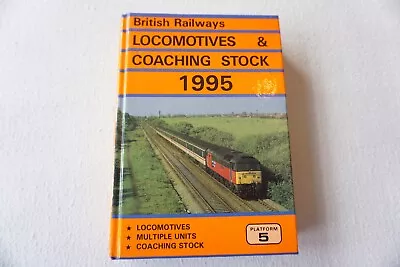 British Railways
LOCOMOTIVES &
COACHING STOCK
1995
★ LOCOMOTIVES
★ MULTIPLE UNITS
★ COACHING STOCK
PLATFORM
5